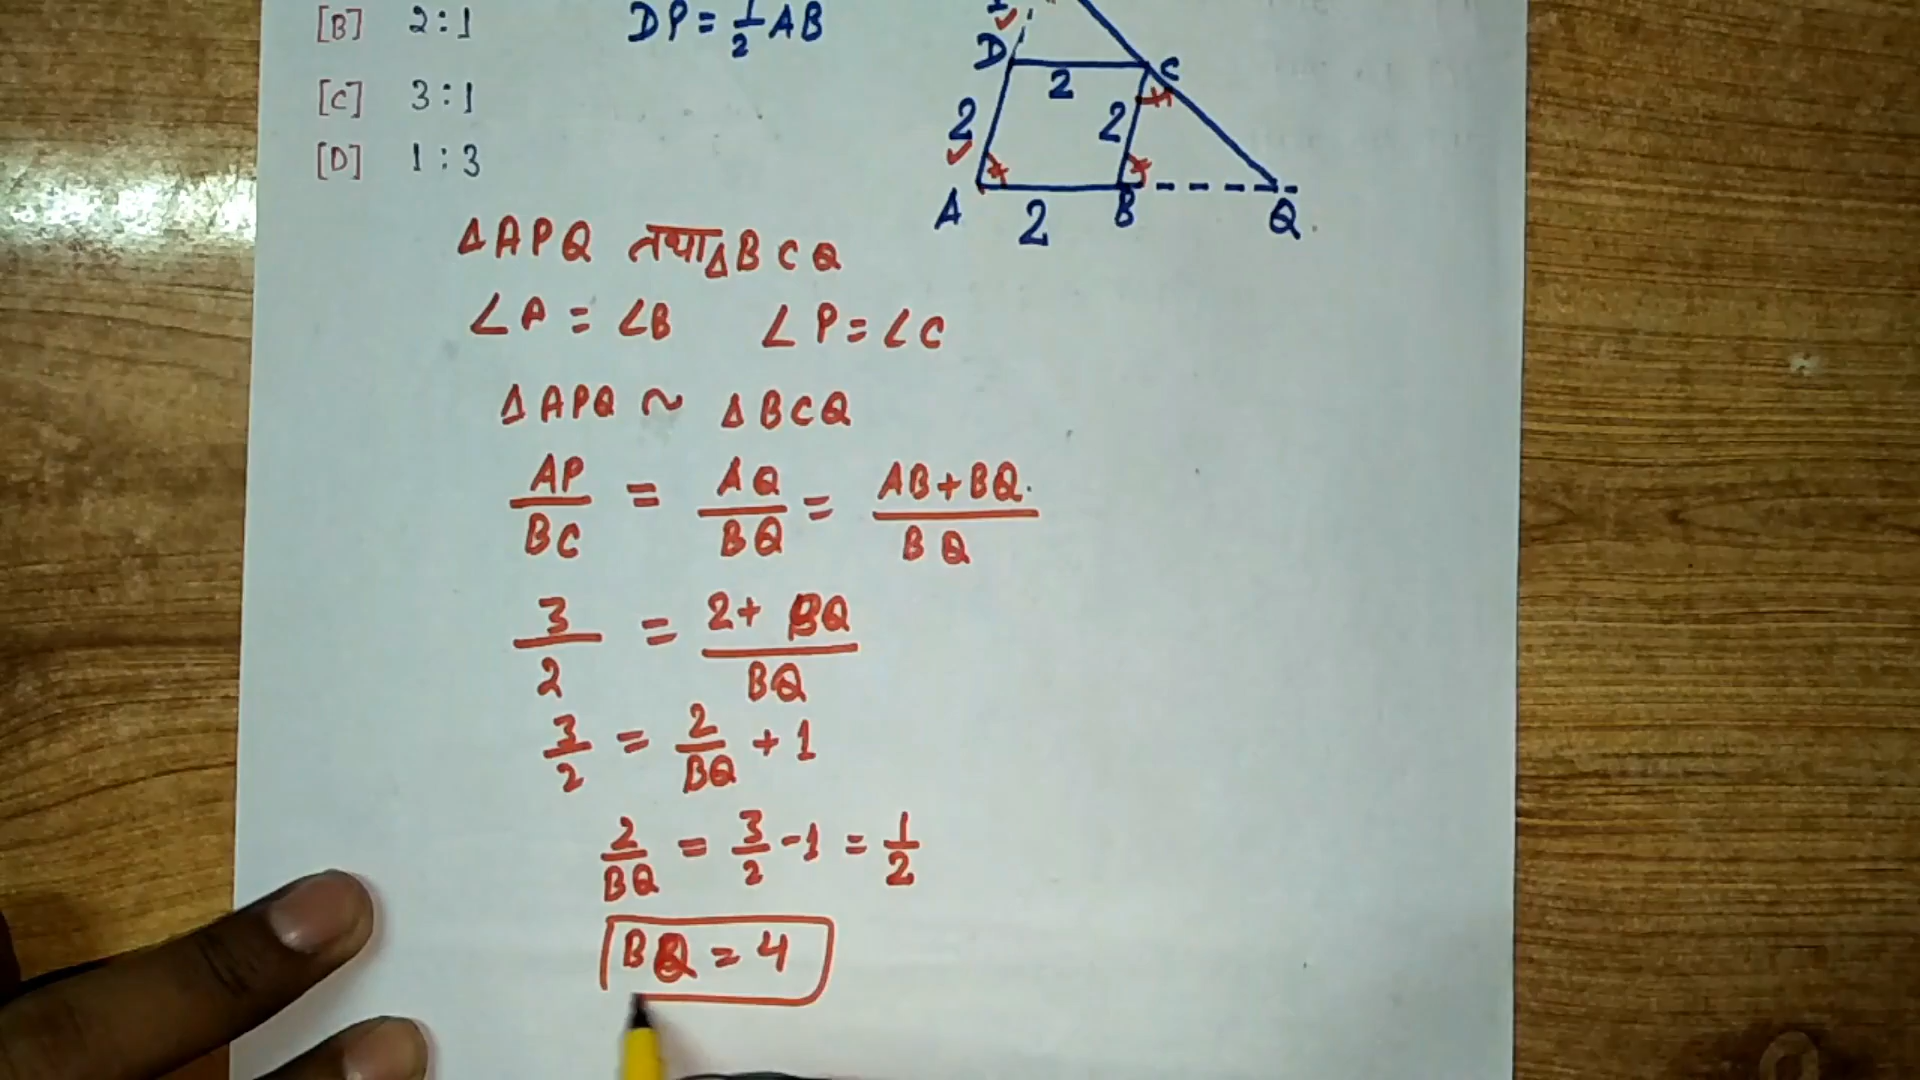 [B] 2:1
DP = 1/2 AB
[C] 3:1
[D] 1:3
D
C
2
2
2
A
2
B
Q
ΔAPQ तथा ΔBCQ
∠A = ∠B ∠P = ∠C
ΔAPQ ~ ΔBCQ
AP/BC = AQ/BQ = AB+BQ/BQ
3/2 = 2+BQ/BQ
3/2 = 2/BQ + 1
2/BQ = 3/2 - 1 = 1/2
BQ = 4